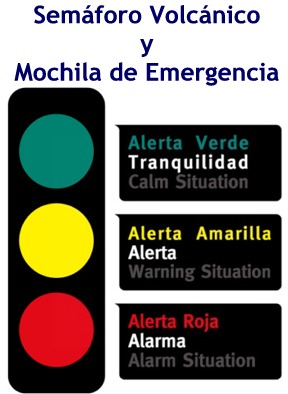 Semáforo Volcánico
y
Mochila de Emergencia
Alerta Verde
Tranquilidad
Calm Situation
Alerta Amarilla
Alerta
Warning Situation
Alerta Roja
Alarma
Alarm Situation